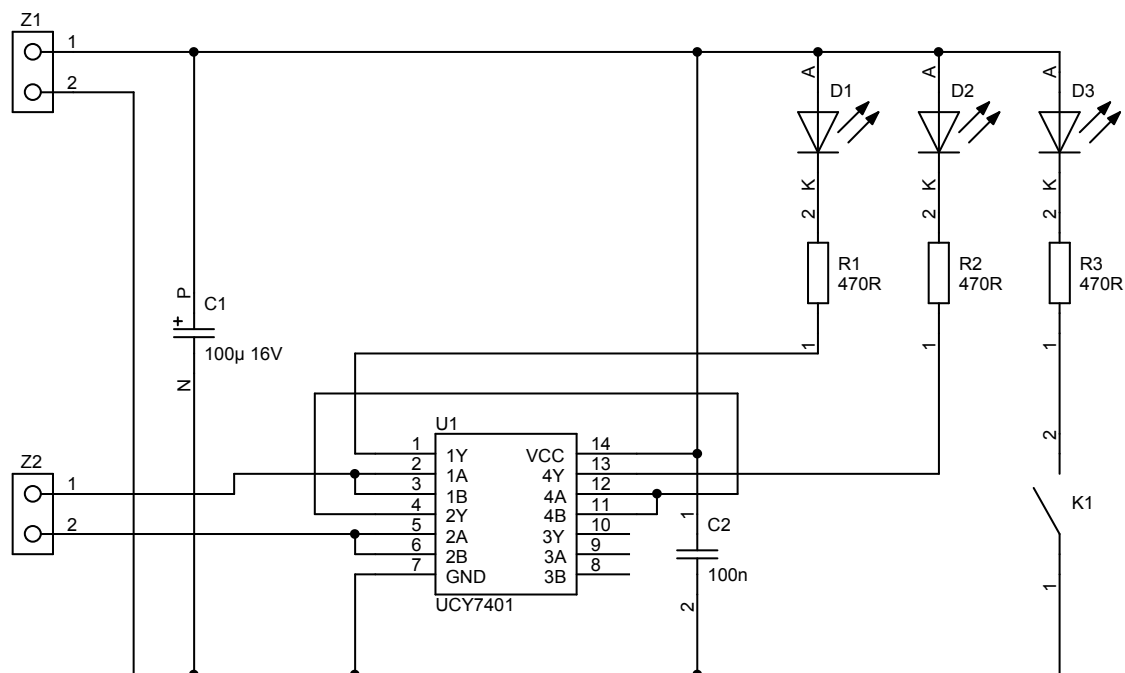 Z1
1
2
A
A
A
D1
D2
D3
K
K
K
2
2
2
R1
470R
R2
470R
R3
470R
P
C1
+
100µ 16V
N
1
1
1
U1
2
Z2
1
2
1
1Y
VCC
14
2
1A
4Y
13
3
1B
4A
12
4
2Y
4B
11
5
2A
3Y
10
6
2B
3A
9
7
GND
3B
8
UCY7401
1
C2
100n
2
K1
1